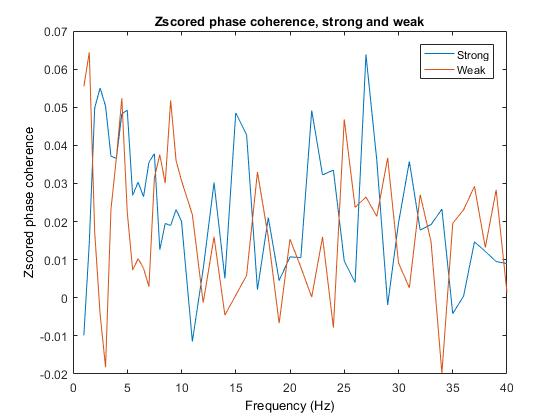 Zscored phase coherence, strong and weak
0.07
0.06
0.05
0.04
0.03
0.02
0.01
0
-0.01
-0.02
Zscored phase coherence
Strong
Weak
0 5 10 15 20 25 30 35 40
Frequency (Hz)